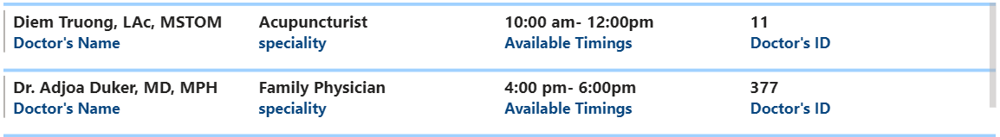 Diem Truong, LAc, MSTOM Acupuncturist 10:00 am- 12:00pm 11
Doctor's Name speciality Available Timings Doctor's ID
Dr. Adjoa Duker, MD, MPH Family Physician 4:00 pm- 6:00pm 377
Doctor's Name speciality Available Timings Doctor's ID